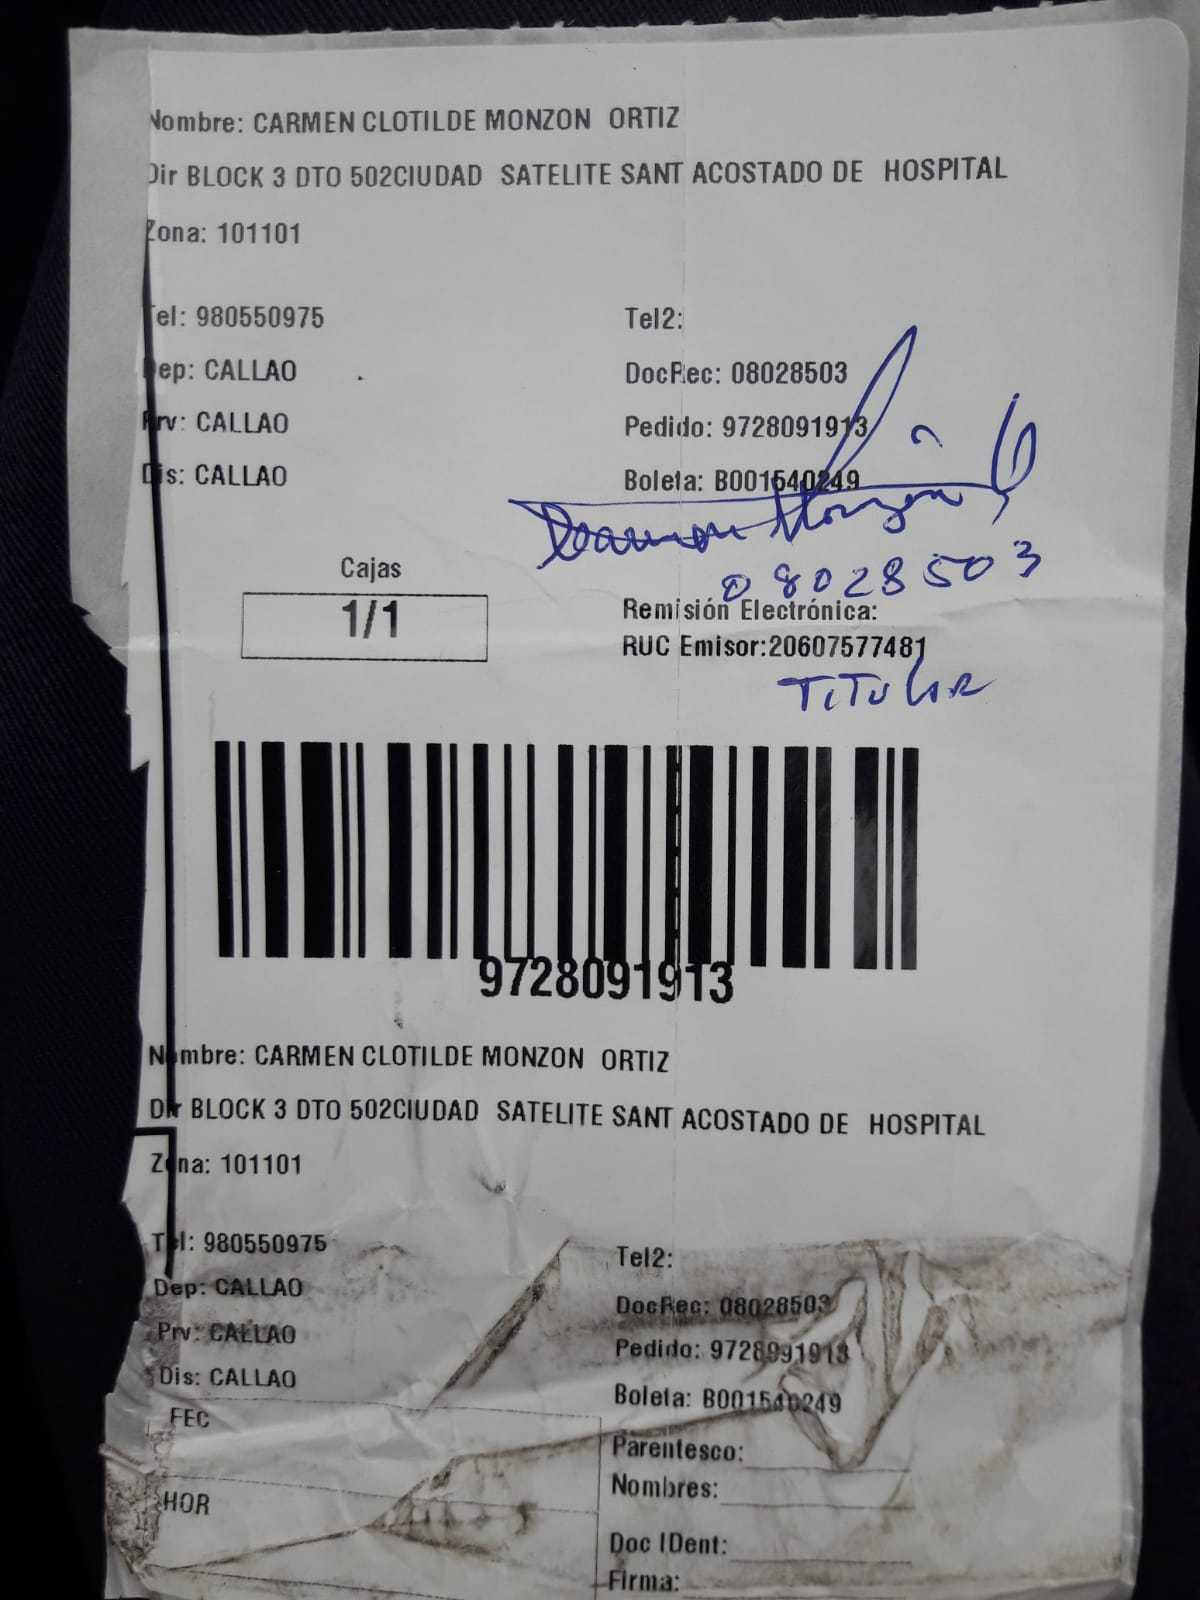 Nombre: CARMEN CLOTILDE MONZON ORTIZ
Dir BLOCK 3 DTO 502CIUDAD SATELITE SANT ACOSTADO DE HOSPITAL
Zona: 101101
Tel: 980550975 Tel2:
Dep: CALLAO DocRec: 08028503
Prv: CALLAO Pedido: 9728091913
Dis: CALLAO Boleta: B001540249
Carmen Monzon
08028503
Cajas
1/1
Remisión Electrónica:
RUC Emisor:20607577481
TITULAR
9728091913
Nombre: CARMEN CLOTILDE MONZON ORTIZ
Dir BLOCK 3 DTO 502CIUDAD SATELITE SANT ACOSTADO DE HOSPITAL
Zona: 101101
Tel: 980550975 Tel2:
Dep: CALLAO DocRec: 08028503
Prv: CALLAO Pedido: 9728091913
Dis: CALLAO Boleta: B001540249
FEC
Parentesco:
Nombres:
HOR
Doc IDent:
Firma: